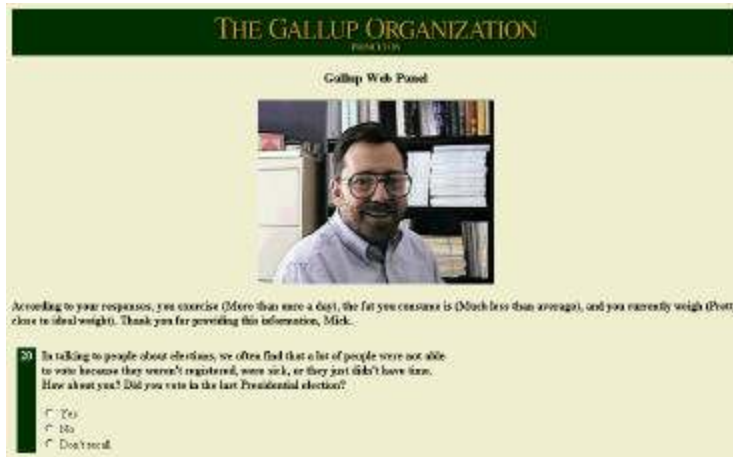 THE GALLUP ORGANIZATION
PRINCETON
Gallup Web Panel
According to your responses, you exercise (More than once a day), the fat you consume is (Much less than average), and you currently weigh (Pretty
close to ideal weight). Thank you for providing this information, Mick.
20 In talking to people about elections, we often find that a lot of people were not able
to vote because they weren't registered, were sick, or they just didn't have time.
How about you? Did you vote in the last Presidential election?
Yes
No
Don't recall